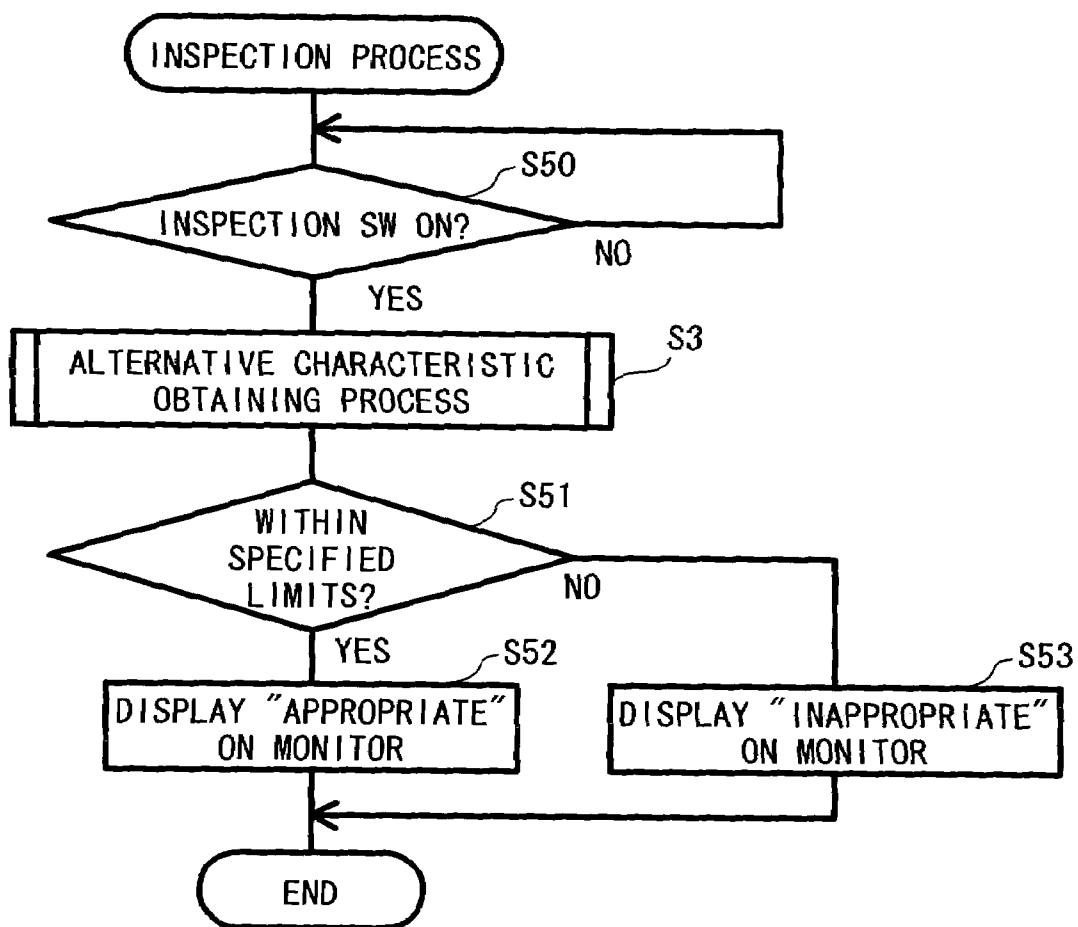 INSPECTION PROCESS
S50
INSPECTION SW ON?
NO
YES
S3
ALTERNATIVE CHARACTERISTIC
OBTAINING PROCESS
S51
WITHIN
SPECIFIED
LIMITS?
NO
YES
S52
S53
DISPLAY "APPROPRIATE"
ON MONITOR
DISPLAY "INAPPROPRIATE"
ON MONITOR
END